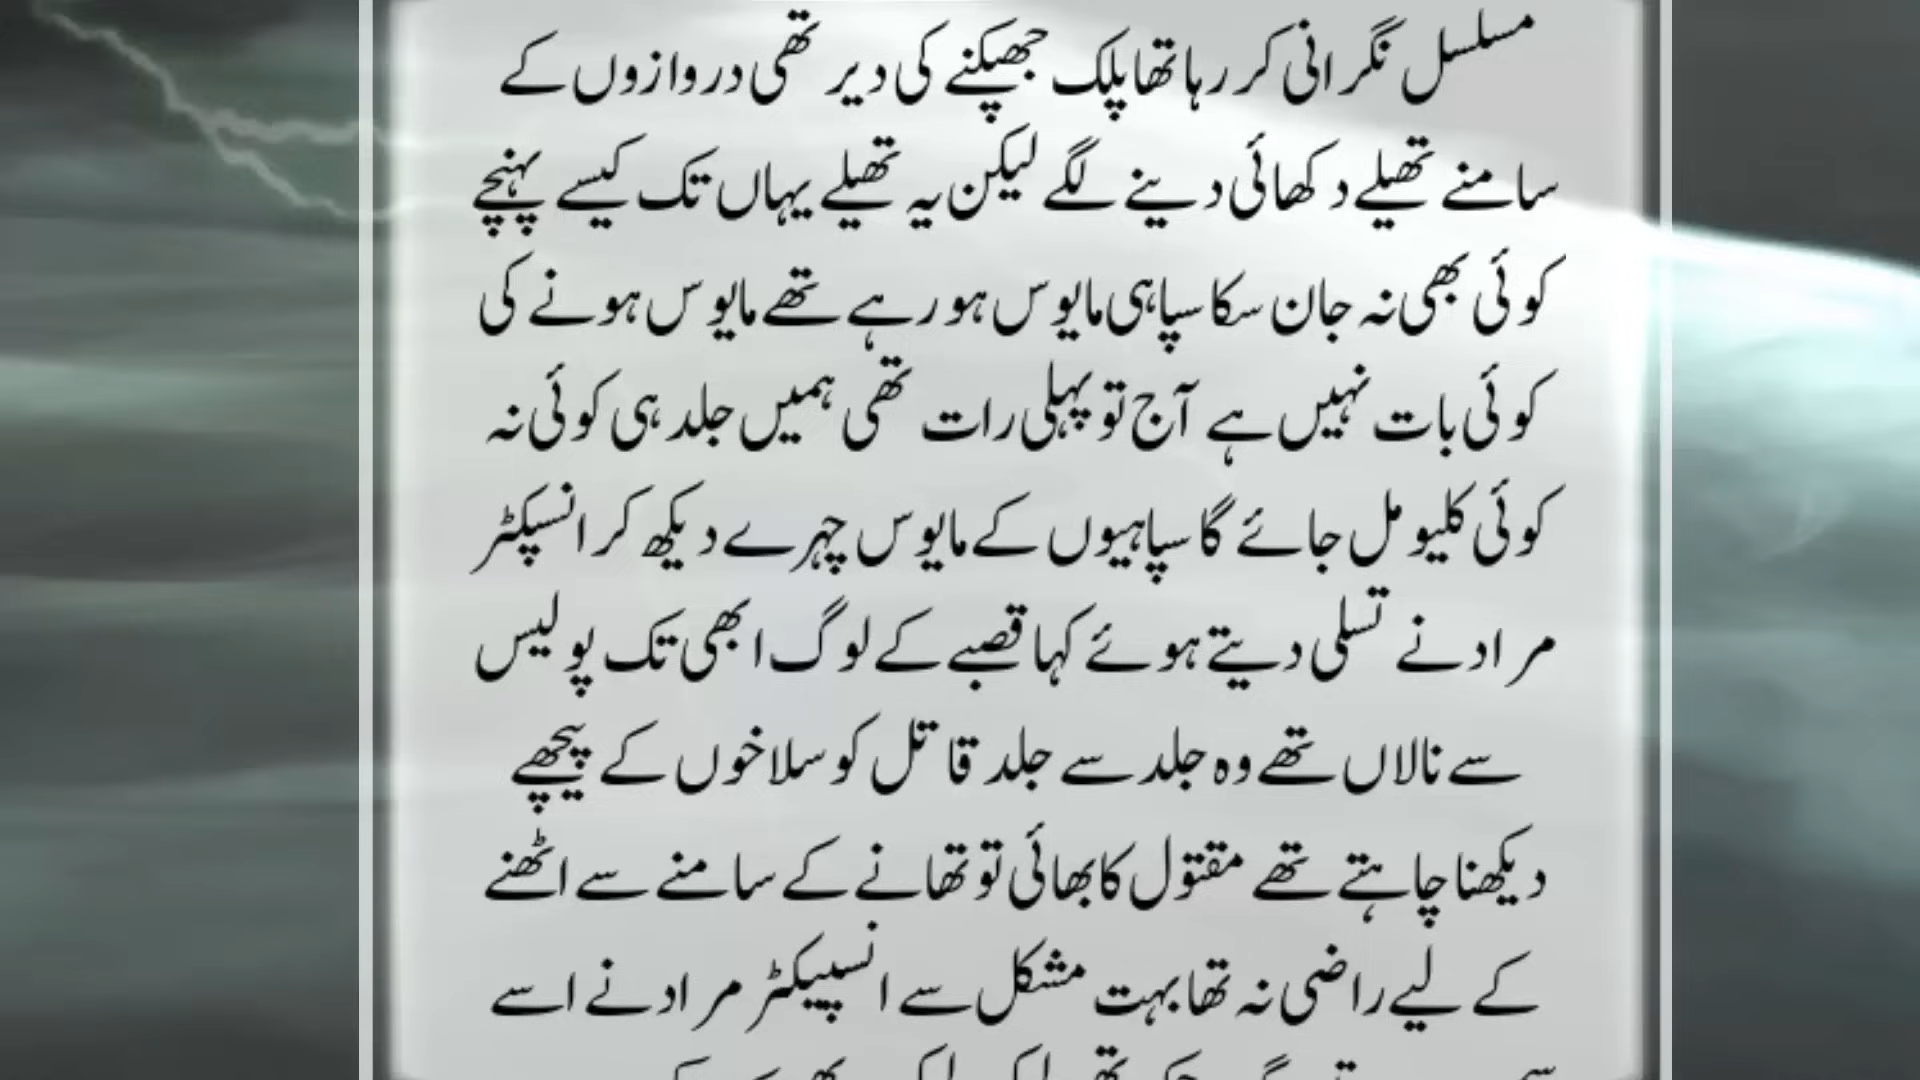 مسلسل نگرانی کر رہا تھا پلک جھپکنے کی دیر تھی دروازوں کے
سامنے تھیلے دکھائی دینے لگے لیکن یہ تھیلے یہاں تک کیسے پہنچے
کوئی بھی نہ جان سکا سپاہی مایوس ہو رہے تھے مایوس ہونے کی
کوئی بات نہیں ہے آج تو پہلی رات تھی ہمیں جلد ہی کوئی نہ
کوئی کلیو مل جائے گا سپاہیوں کے مایوس چہرے دیکھ کر انسپکٹر
مراد نے تسلی دیتے ہوئے کہا قصبے کے لوگ ابھی تک پولیس
سے نالاں تھے وہ جلد سے جلد قاتل کو سلاخوں کے پیچھے
دیکھنا چاہتے تھے مقتول کا بھائی تو تھانے کے سامنے سے اٹھنے
کے لیے راضی نہ تھا بہت مشکل سے انسپیکٹر مراد نے اسے